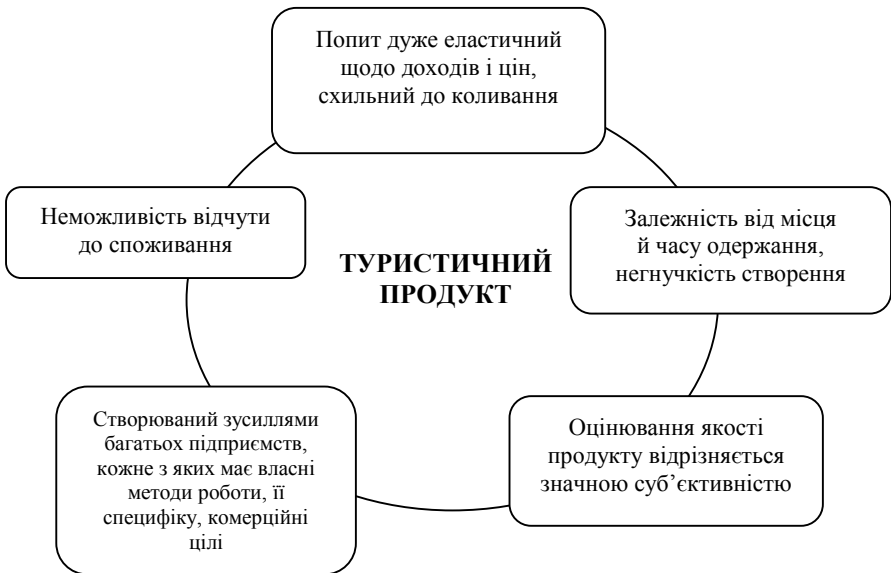 Попит дуже еластичний
щодо доходів і цін,
схильний до коливання
Неможливість відчути
до споживання
Залежність від місця
й часу одержання,
негнучкість створення
ТУРИСТИЧНИЙ
ПРОДУКТ
Створюваний зусиллями
багатьох підприємств,
кожне з яких має власні
методи роботи, її
специфіку, комерційні
цілі
Оцінювання якості
продукту відрізняється
значною суб’єктивністю